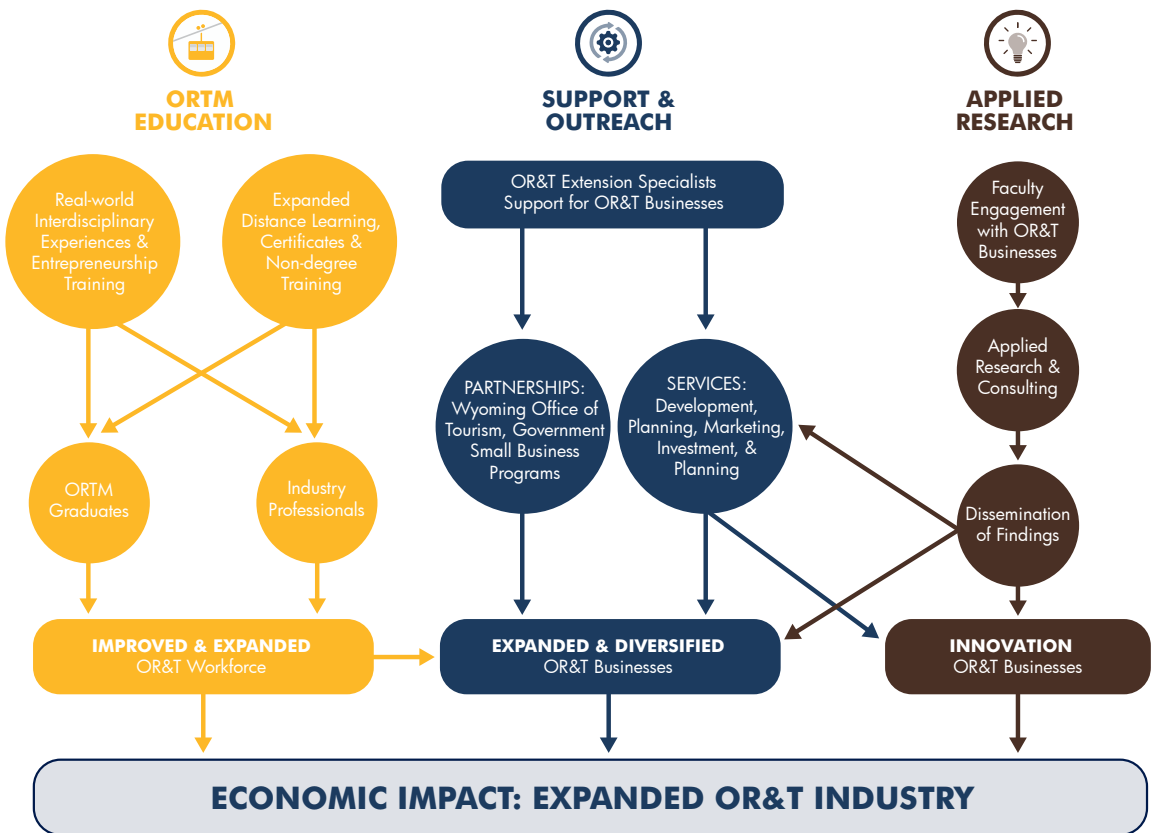 ORTM
EDUCATION
Real-world
Interdisciplinary
Experiences &
Entrepreneurship
Training
Expanded
Distance Learning,
Certificates &
Non-degree
Training
ORTM
Graduates
Industry
Professionals
IMPROVED & EXPANDED
OR&T Workforce
SUPPORT &
OUTREACH
OR&T Extension Specialists
Support for OR&T Businesses
PARTNERSHIPS:
Wyoming Office of
Tourism, Government
Small Business
Programs
SERVICES:
Development,
Planning, Marketing,
Investment, &
Planning
EXPANDED & DIVERSIFIED
OR&T Businesses
APPLIED
RESEARCH
Faculty
Engagement
with OR&T
Businesses
Applied
Research &
Consulting
Dissemination
of Findings
INNOVATION
OR&T Businesses
ECONOMIC IMPACT: EXPANDED OR&T INDUSTRY